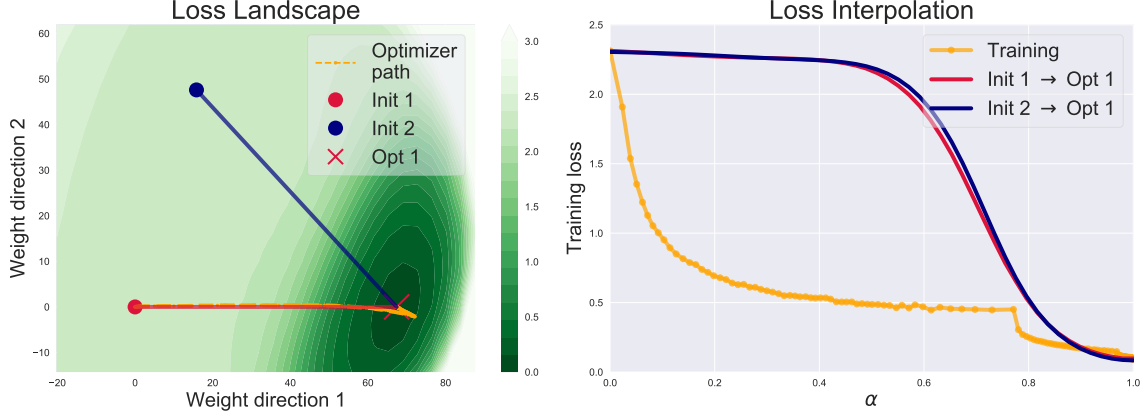 Loss Landscape
60
50
40
30
20
10
0
−10
−20
0
20
40
60
80
Weight direction 1
Weight direction 2
Optimizer
path
Init 1
Init 2
Opt 1
3.0
2.5
2.0
1.5
1.0
0.5
0.0
Loss Interpolation
2.5
2.0
1.5
1.0
0.5
0.0
0.0
0.2
0.4
0.6
0.8
1.0
α
Training loss
Training
Init 1 → Opt 1
Init 2 → Opt 1